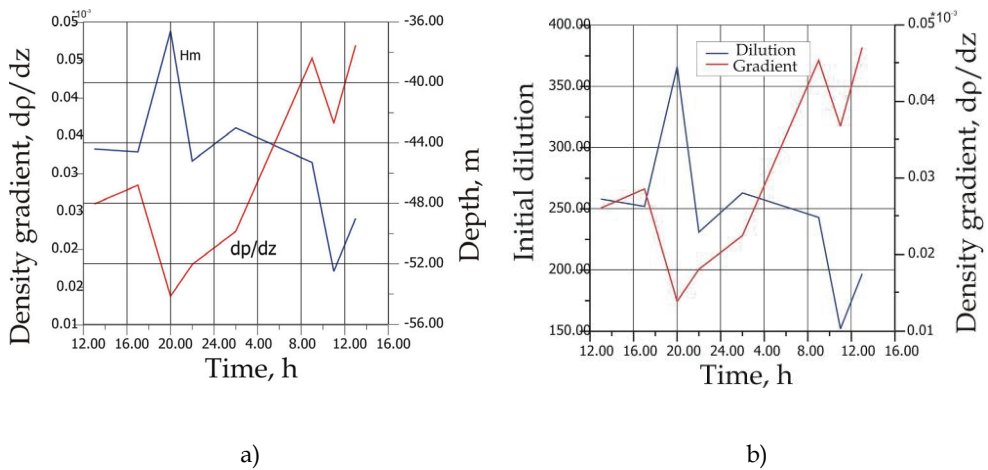 0.05
*10⁻³
0.05
0.04
0.04
0.03
0.03
0.02
0.02
0.01
Density gradient, dρ/dz
Hm
dp/dz
-36.00
-40.00
-44.00
-48.00
-52.00
-56.00
Depth, m
12.00 16.00 20.00 24.00 4.00 8.00 12.00 16.00
Time, h
a)
400.00
350.00
300.00
250.00
200.00
150.00
Initial dilution
Dilution
Gradient
0.05
*10⁻³
0.04
0.03
0.02
0.01
Density gradient, dρ/dz
12.00 16.00 20.00 24.00 4.00 8.00 12.00 16.00
Time, h
b)